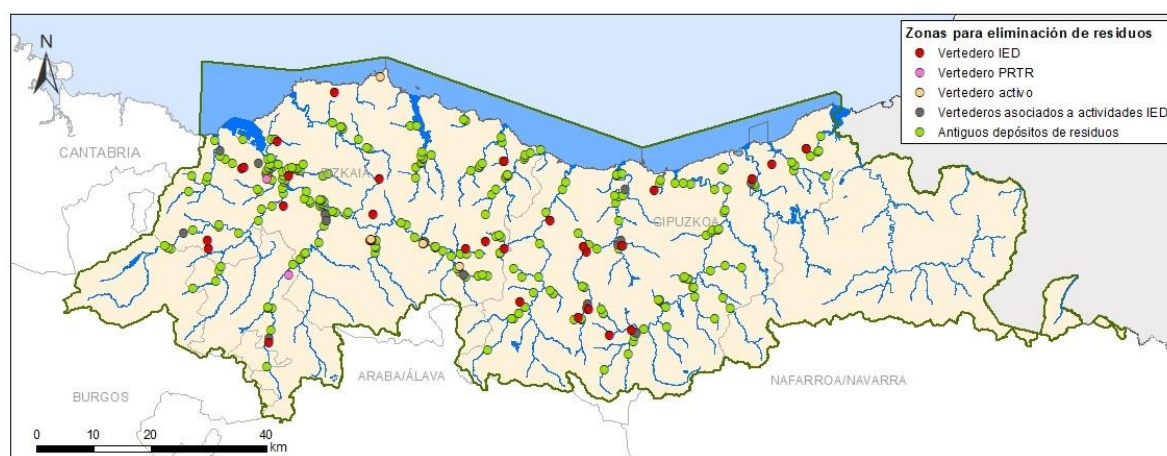 N
Zonas para eliminación de residuos
Vertedero IED
Vertedero PRTR
Vertedero activo
Vertederos asociados a actividades IED
Antiguos depósitos de residuos
CANTABRIA
GIPUZKOA
ARABA/ÁLAVA
NAFARROA/NAVARRA
BURGOS
0 10 20 40
km